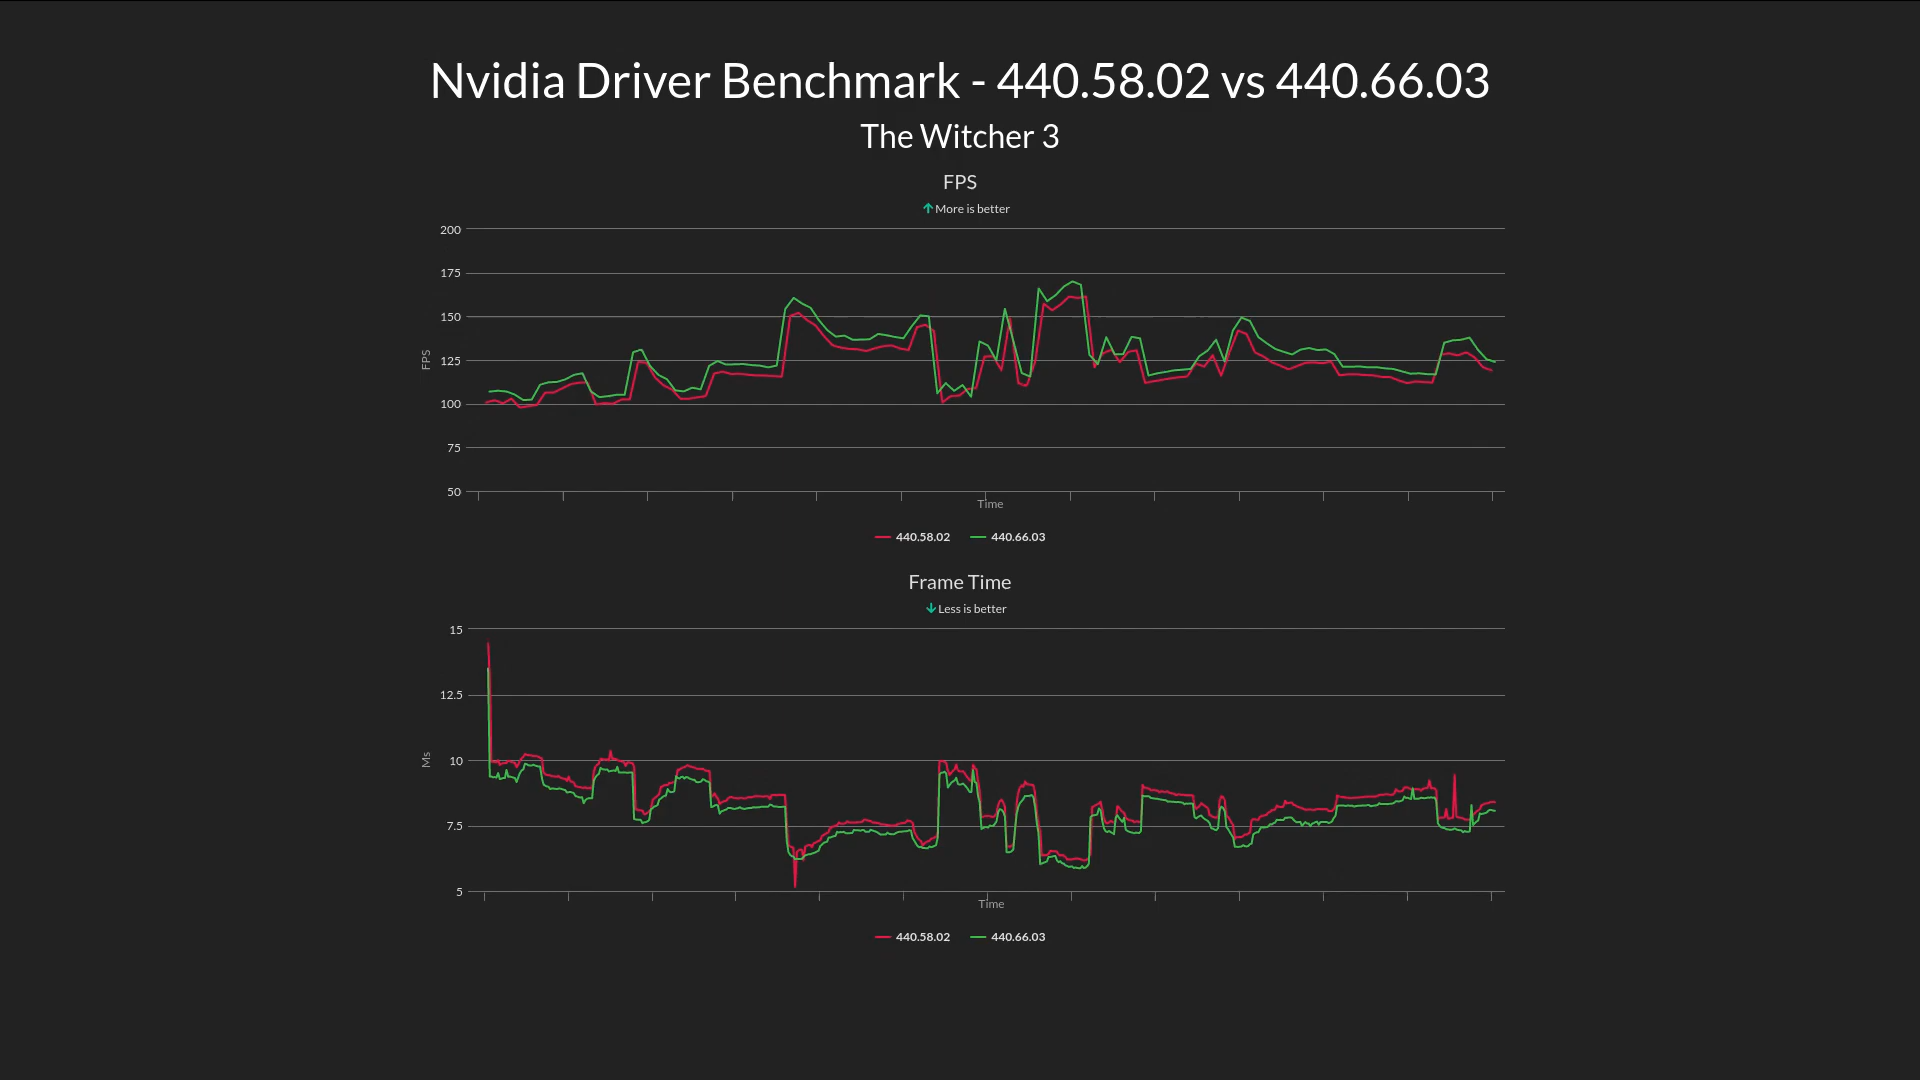 Nvidia Driver Benchmark - 440.58.02 vs 440.66.03
The Witcher 3
FPS
More is better
200
175
150
125
100
75
50
FPS
Time
440.58.02 440.66.03
Frame Time
Less is better
15
12.5
10
7.5
5
Ms
Time
440.58.02 440.66.03